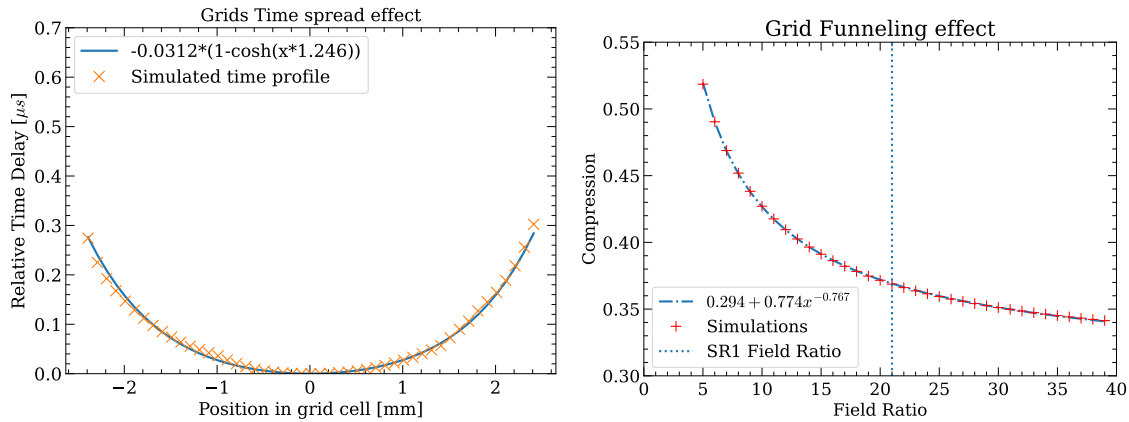 Grids Time spread effect
0.7
0.6
0.5
0.4
0.3
0.2
0.1
0.0
Relative Time Delay [μs]
-0.0312*(1-cosh(x*1.246))
Simulated time profile
−2 −1 0 1 2
Position in grid cell [mm]
Grid Funneling effect
0.55
0.50
0.45
0.40
0.35
0.30
Compression
0.294 + 0.774x^{−0.767}
Simulations
SR1 Field Ratio
0 5 10 15 20 25 30 35 40
Field Ratio